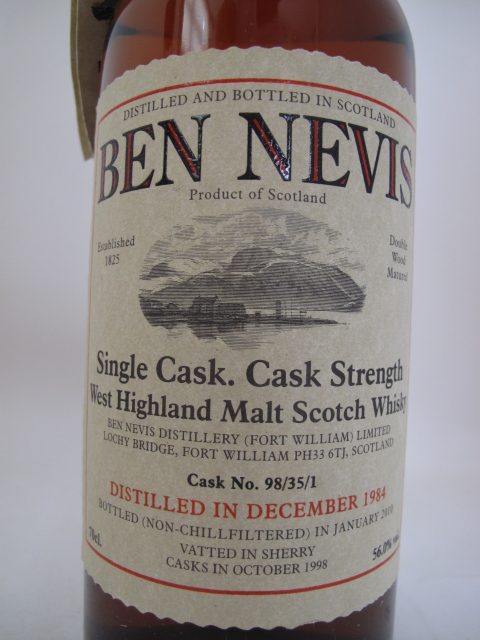 DISTILLED AND BOTTLED IN SCOTLAND
BEN NEVIS
Product of Scotland
Established
1825
Double
Wood
Matured
Single Cask. Cask Strength
West Highland Malt Scotch Whisky
BEN NEVIS DISTILLERY (FORT WILLIAM) LIMITED
LOCHY BRIDGE, FORT WILLIAM PH33 6TJ, SCOTLAND
Cask No. 98/35/1
DISTILLED IN DECEMBER 1984
BOTTLED (NON-CHILLFILTERED) IN JANUARY 2010
70cL
VATTED IN SHERRY
CASKS IN OCTOBER 1998
56.0%